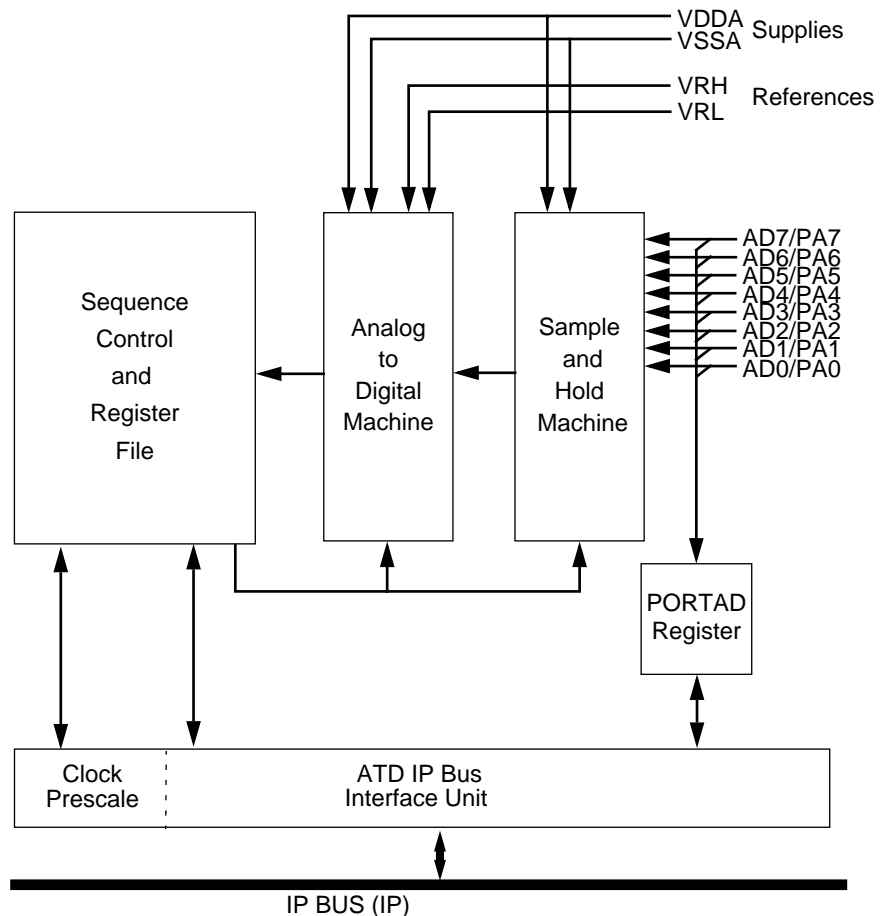 VDDA
VSSA
Supplies
VRH
VRL
References
AD7/PA7
AD6/PA6
AD5/PA5
AD4/PA4
AD3/PA3
AD2/PA2
AD1/PA1
AD0/PA0
Sequence
Control
and
Register
File
Analog
to
Digital
Machine
Sample
and
Hold
Machine
PORTAD
Register
Clock
Prescale
ATD IP Bus
Interface Unit
IP BUS (IP)